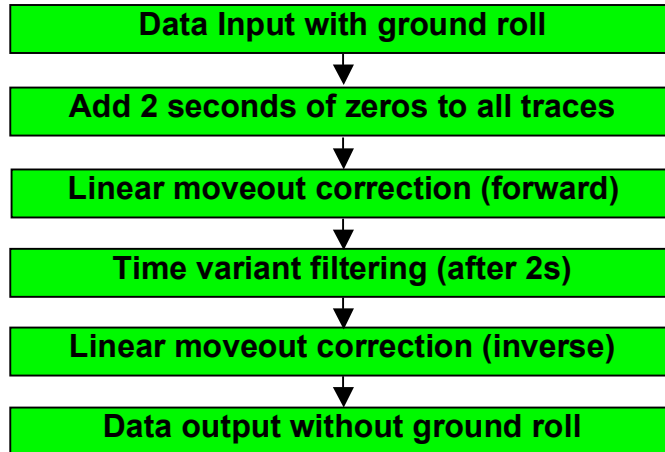 Data Input with ground roll
Add 2 seconds of zeros to all traces
Linear moveout correction (forward)
Time variant filtering (after 2s)
Linear moveout correction (inverse)
Data output without ground roll